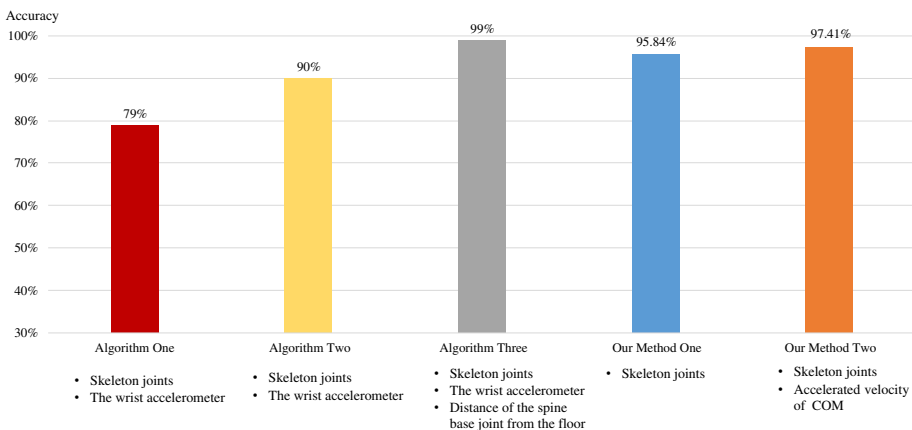 Accuracy
100%
90%
80%
70%
60%
50%
40%
30%
79%
90%
99%
95.84%
97.41%
Algorithm One
Algorithm Two
Algorithm Three
Our Method One
Our Method Two
• Skeleton joints
• The wrist accelerometer
• Skeleton joints
• The wrist accelerometer
• Skeleton joints
• The wrist accelerometer
• Distance of the spine
base joint from the floor
• Skeleton joints
• Skeleton joints
• Accelerated velocity
of COM